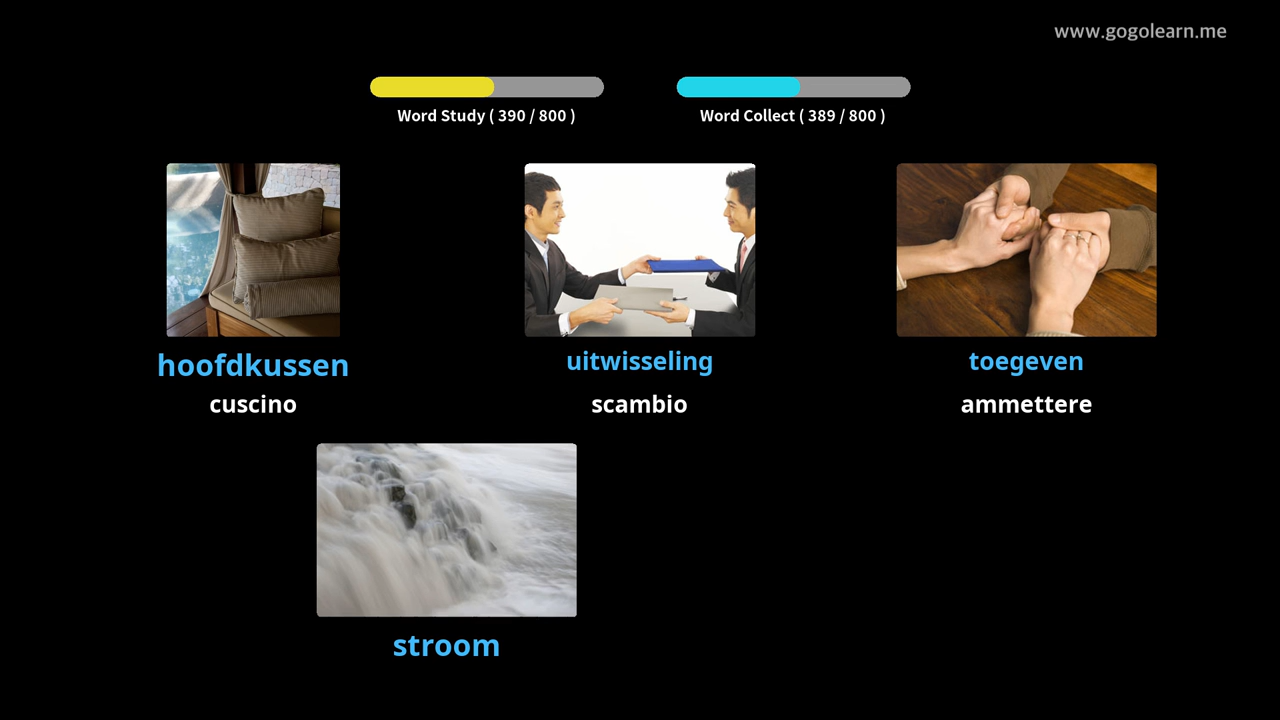 www.gogolearn.me
Word Study ( 390 / 800 )
Word Collect ( 389 / 800 )
hoofdkussen
cuscino
uitwisseling
scambio
toegeven
ammettere
stroom